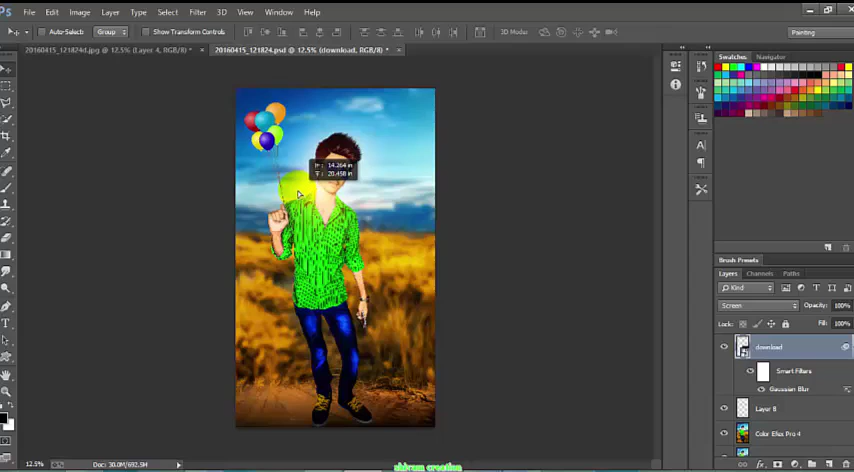 Ps File Edit Image Layer Type Select Filter 3D View Window Help
Auto-Select: Group Show Transform Controls 3D Mode: Painting
20160415_121824d.jpg @ 12.5% (Layer 4, RGB/8) * × 20160415_121824.psd @ 12.5% (download, RGB/8) * ×
Swatches Navigator
14.264 in
20.458 in
Brush Presets
Layers Channels Paths
Kind
Screen Opacity: 100%
Lock: Fill: 100%
download
Smart Filters
Gaussian Blur
Layer 8
Color Efex Pro 4
12.5% Doc: 30.0M/692.5M
shivam creation